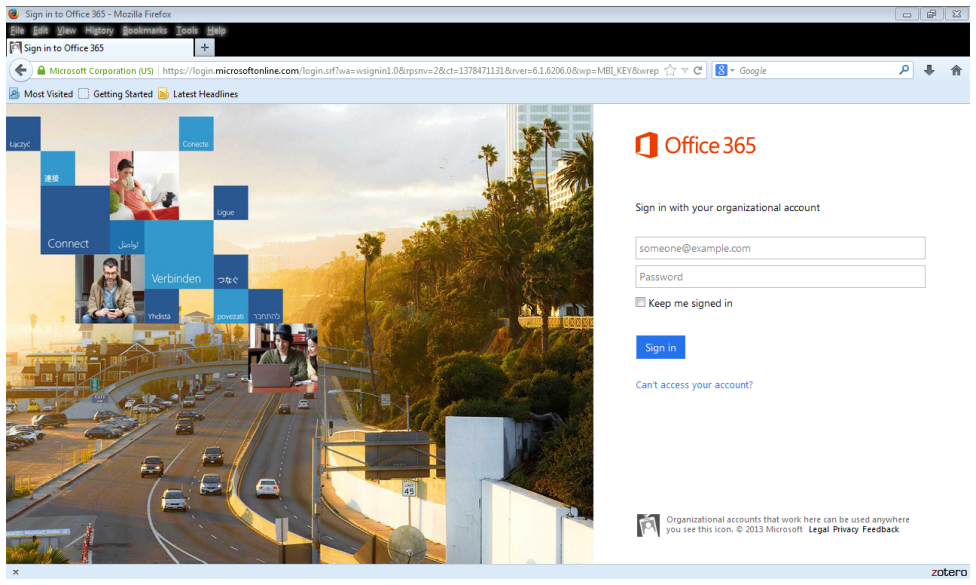 Sign in to Office 365 - Mozilla Firefox
File Edit View History Bookmarks Tools Help
Sign in to Office 365
Microsoft Corporation (US) https://login.microsoftonline.com/login.srf?wa=wsignin1.0&rpsnv=2&ct=1378471131&rver=6.1.6206.0&wp=MBI_KEY&wrep Google
Most Visited Getting Started Latest Headlines
Łączyć
Conecte
連接
Ligue
Connect
تواصل
Verbinden
つなぐ
Yhdistä
povezati
להתחבר
LIMIT
45
Office 365
Sign in with your organizational account
someone@example.com
Password
Keep me signed in
Sign in
Can't access your account?
Organizational accounts that work here can be used anywhere
you see this icon. © 2013 Microsoft Legal Privacy Feedback
zotero